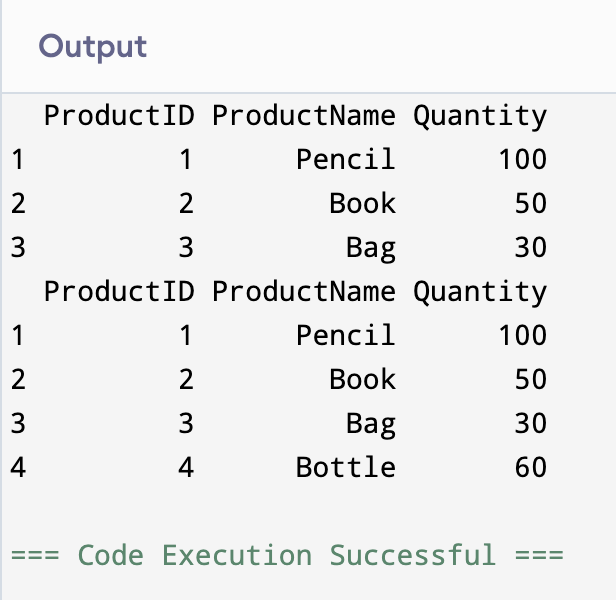 Output
ProductID ProductName Quantity
1 1 Pencil 100
2 2 Book 50
3 3 Bag 30
ProductID ProductName Quantity
1 1 Pencil 100
2 2 Book 50
3 3 Bag 30
4 4 Bottle 60
=== Code Execution Successful ===